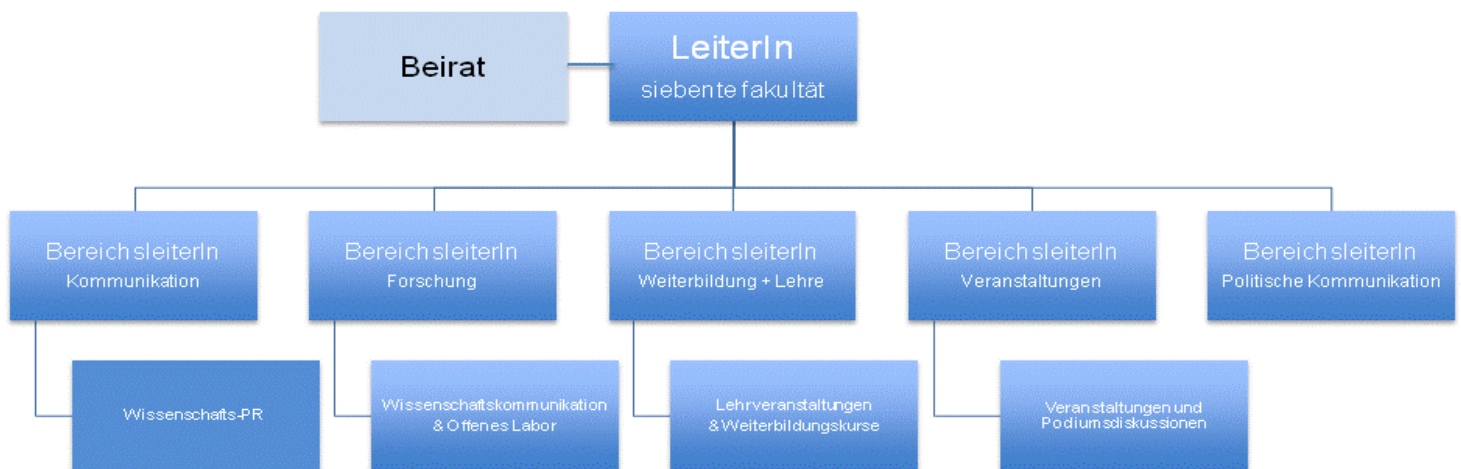 Beirat
LeiterIn
siebente fakultät
BereichsleiterIn
Kommunikation
BereichsleiterIn
Forschung
BereichsleiterIn
Weiterbildung + Lehre
BereichsleiterIn
Veranstaltungen
BereichsleiterIn
Politische Kommunikation
Wissenschafts-PR
Wissenschaftskommunikation
& Offenes Labor
Lehrveranstaltungen
& Weiterbildungskurse
Veranstaltungen und
Podiumsdiskussionen